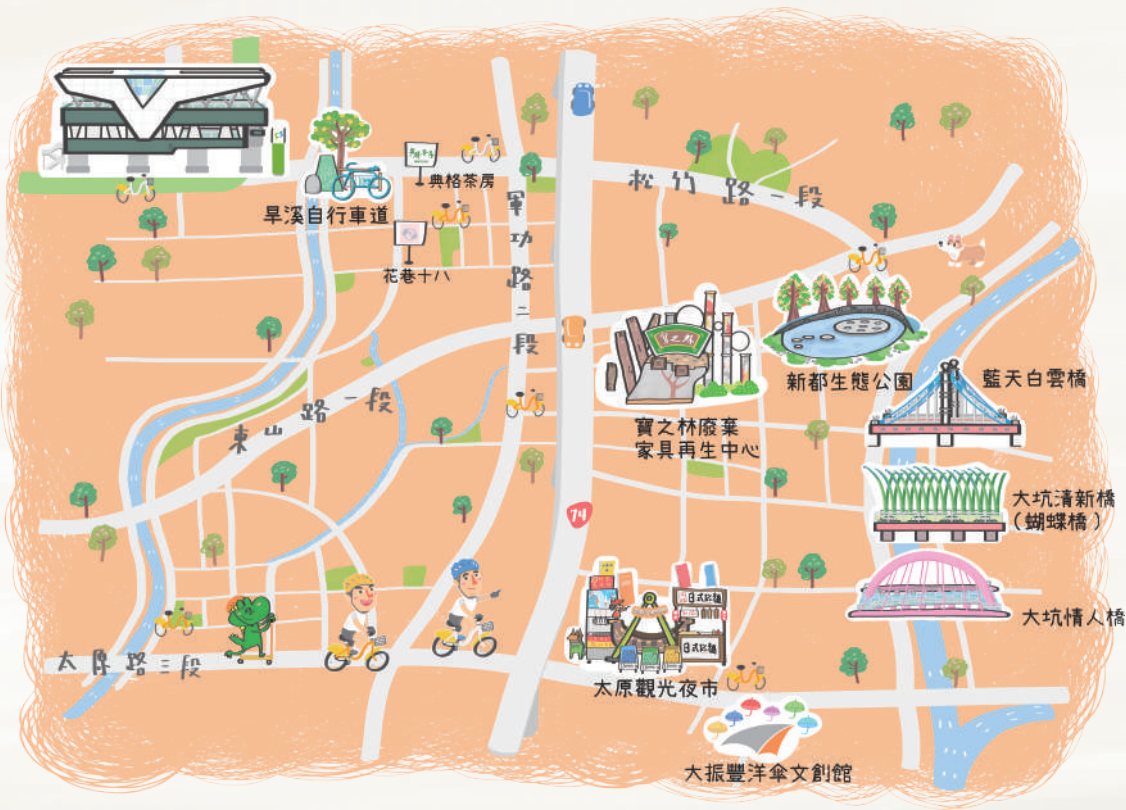 典格茶房
旱溪自行車道
花巷十八
軍功路二段
松竹路一段
東山路一段
新都生態公園
藍天白雲橋
寶之林廢棄
家具再生中心
大坑清新橋
(蝴蝶橋)
74
大坑情人橋
日式
日式
太原路三段
太原觀光夜市
大振豐洋傘文創館